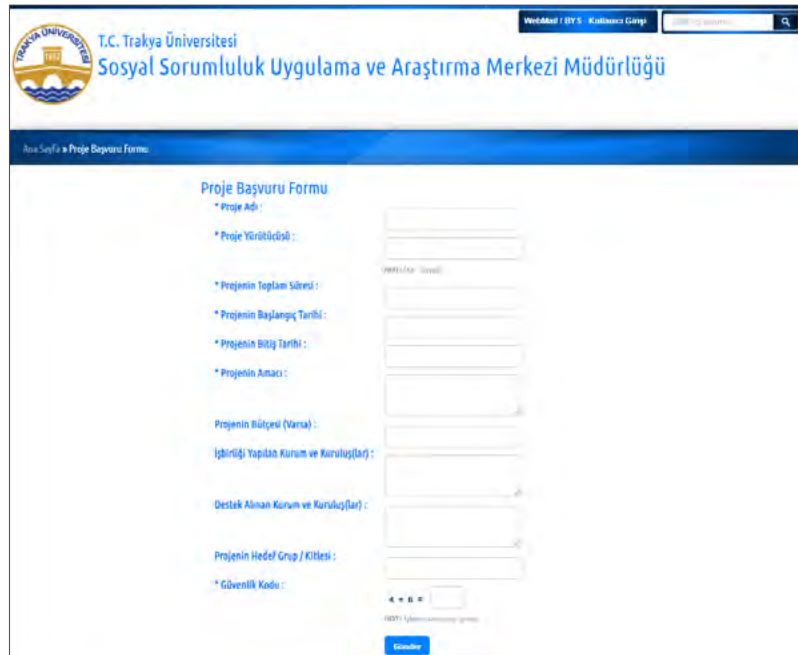 WebMail / BYS - Kullanıcı Girişi
TRAKYA ÜNİVERSİTESİ
1982
T.C. Trakya Üniversitesi
Sosyal Sorumluluk Uygulama ve Araştırma Merkezi Müdürlüğü
Ana Sayfa » Proje Başvuru Formu
Proje Başvuru Formu
* Proje Adı :
* Proje Yürütücüsü :
* Projenin Toplam Süresi :
* Projenin Başlangıç Tarihi :
* Projenin Bitiş Tarihi :
* Projenin Amacı :
Projenin Bütçesi (Varsa) :
İşbirliği Yapılan Kurum ve Kuruluş(lar) :
Destek Alınan Kurum ve Kuruluş(lar) :
Projenin Hedef Grup / Kitlesi :
* Güvenlik Kodu :
4 + 6 =
Gönder